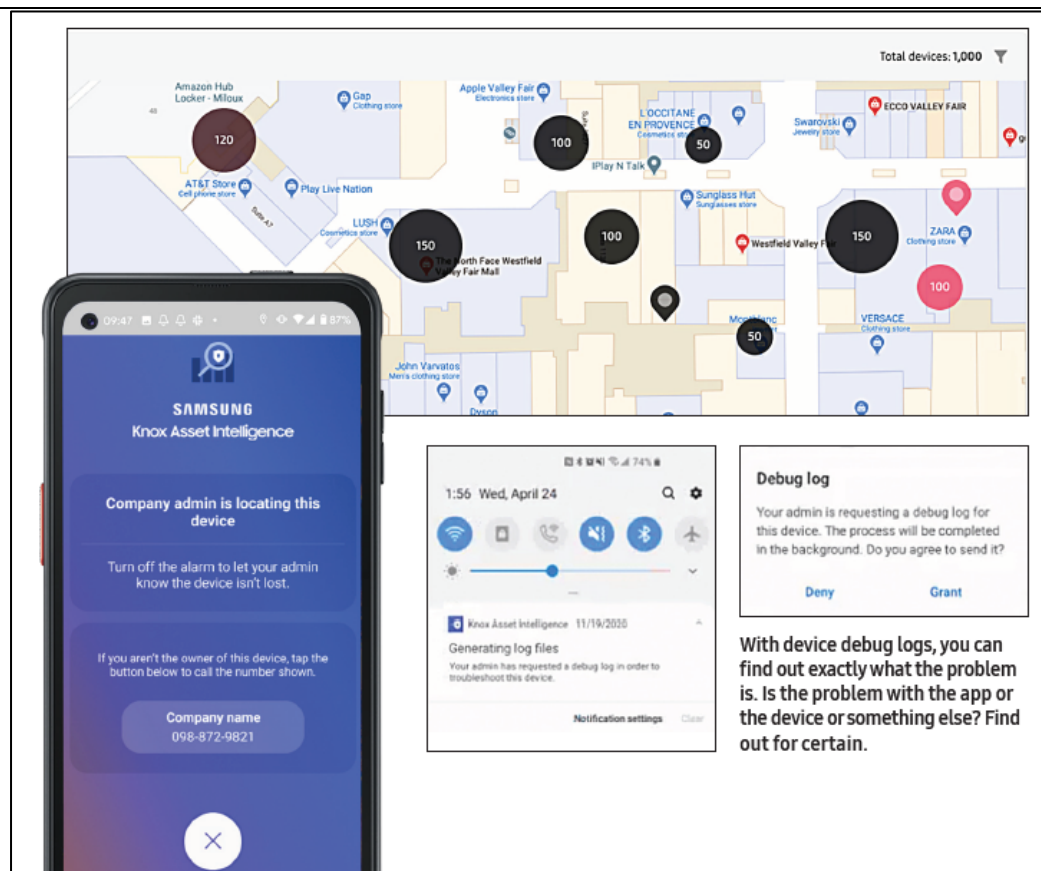 Total devices: 1,000
Amazon Hub
Locker - Miloux
Gap
Clothing store
Apple Valley Fair
Electronics store
L'OCCITANE
EN PROVENCE
Cosmetics store
Swarovski
Jewelry store
ECCO VALLEY FAIR
120
100
50
IPlay N Talk
AT&T Store
Cell phone store
Play Live Nation
Suite A7
Sunglass Hut
Sunglasses store
LUSH
Cosmetics store
150
The North Face Westfield
Valley Fair Mall
100
Westfield Valley Fair
150
ZARA
Clothing store
100
Montblanc
50
VERSACE
Clothing store
John Varvatos
Men's clothing store
Dyson
09:47
87%
SAMSUNG
Knox Asset Intelligence
Company admin is locating this
device
Turn off the alarm to let your admin
know the device isn't lost.
If you aren't the owner of this device, tap the
button below to call the number shown.
Company name
098-872-9821
74%
1:56 Wed, April 24
Knox Asset Intelligence 11/19/2020
Generating log files
Your admin has requested a debug log in order to
troubleshoot this device.
Notification settings Clear
Debug log
Your admin is requesting a debug log for
this device. The process will be completed
in the background. Do you agree to send it?
Deny Grant
With device debug logs, you can
find out exactly what the problem
is. Is the problem with the app or
the device or something else? Find
out for certain.